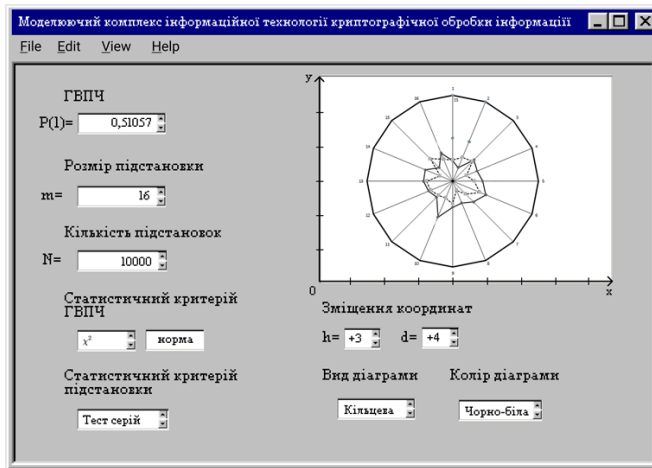 Моделюючий комплекс інформаційної технології криптографічної обробки інформаціїї
File Edit View Help
ГВПЧ
P(1)= 0,51057
Розмір підстановки
m= 16
Кількість підстановок
N= 10000
Статистичний критерій
ГВПЧ
χ² норма
Статистичний критерій
підстановки
Тест серій
y
0
x
Зміщення координат
h= +3 d= +4
Вид діаграми Колір діаграми
Кільцева Чорно-біла